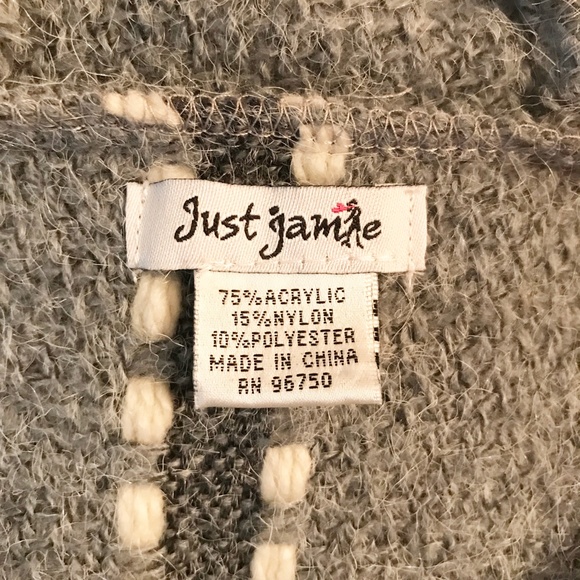 Just jamie
75% ACRYLIC
15% NYLON
10% POLYESTER
MADE IN CHINA
RN 96750